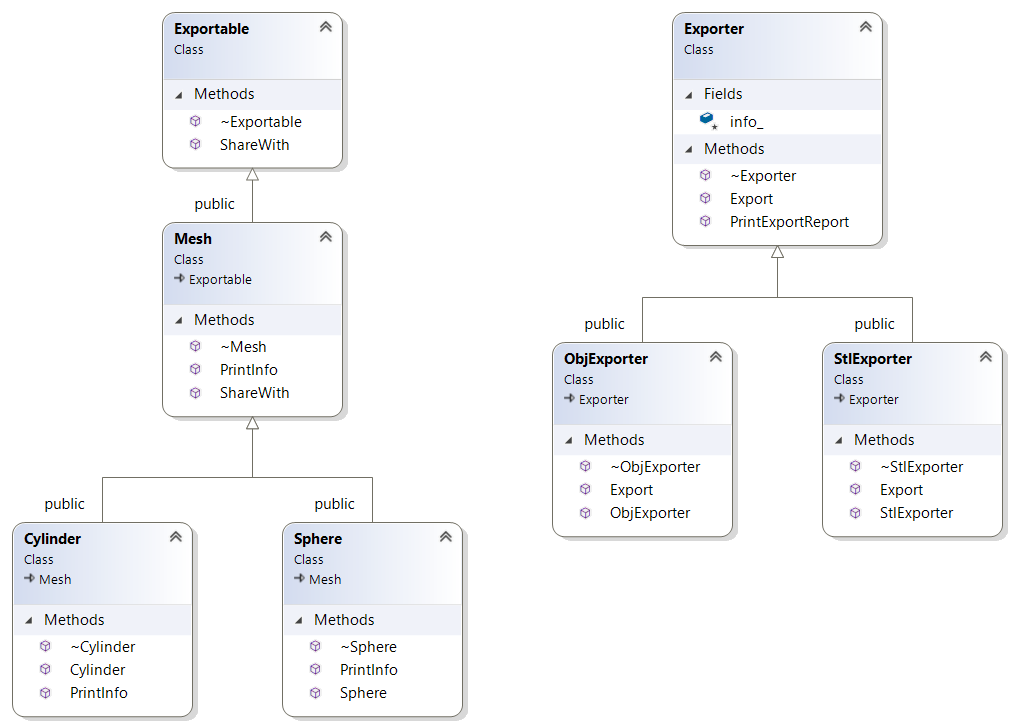 Exportable
Class
Methods
~Exportable
ShareWith
public
Mesh
Class
Exportable
Methods
~Mesh
PrintInfo
ShareWith
public
Cylinder
Class
Mesh
Methods
~Cylinder
Cylinder
PrintInfo
public
Sphere
Class
Mesh
Methods
~Sphere
PrintInfo
Sphere
Exporter
Class
Fields
info_
Methods
~Exporter
Export
PrintExportReport
public
ObjExporter
Class
Exporter
Methods
~ObjExporter
Export
ObjExporter
public
StlExporter
Class
Exporter
Methods
~StlExporter
Export
StlExporter